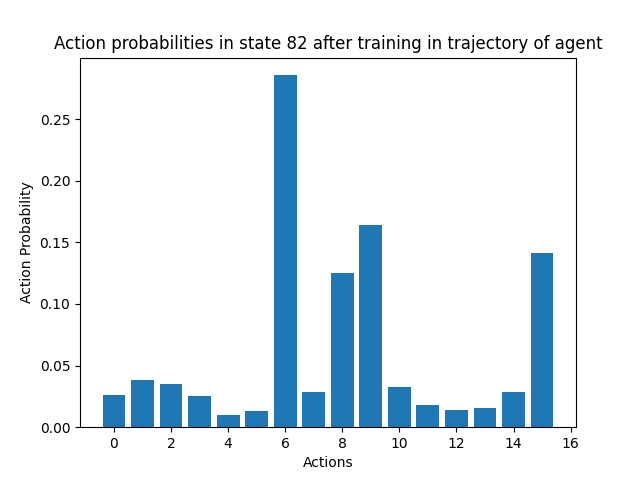 Action probabilities in state 82 after training in trajectory of agent
0.25
0.20
0.15
0.10
0.05
0.00
Action Probability
0 2 4 6 8 10 12 14 16
Actions